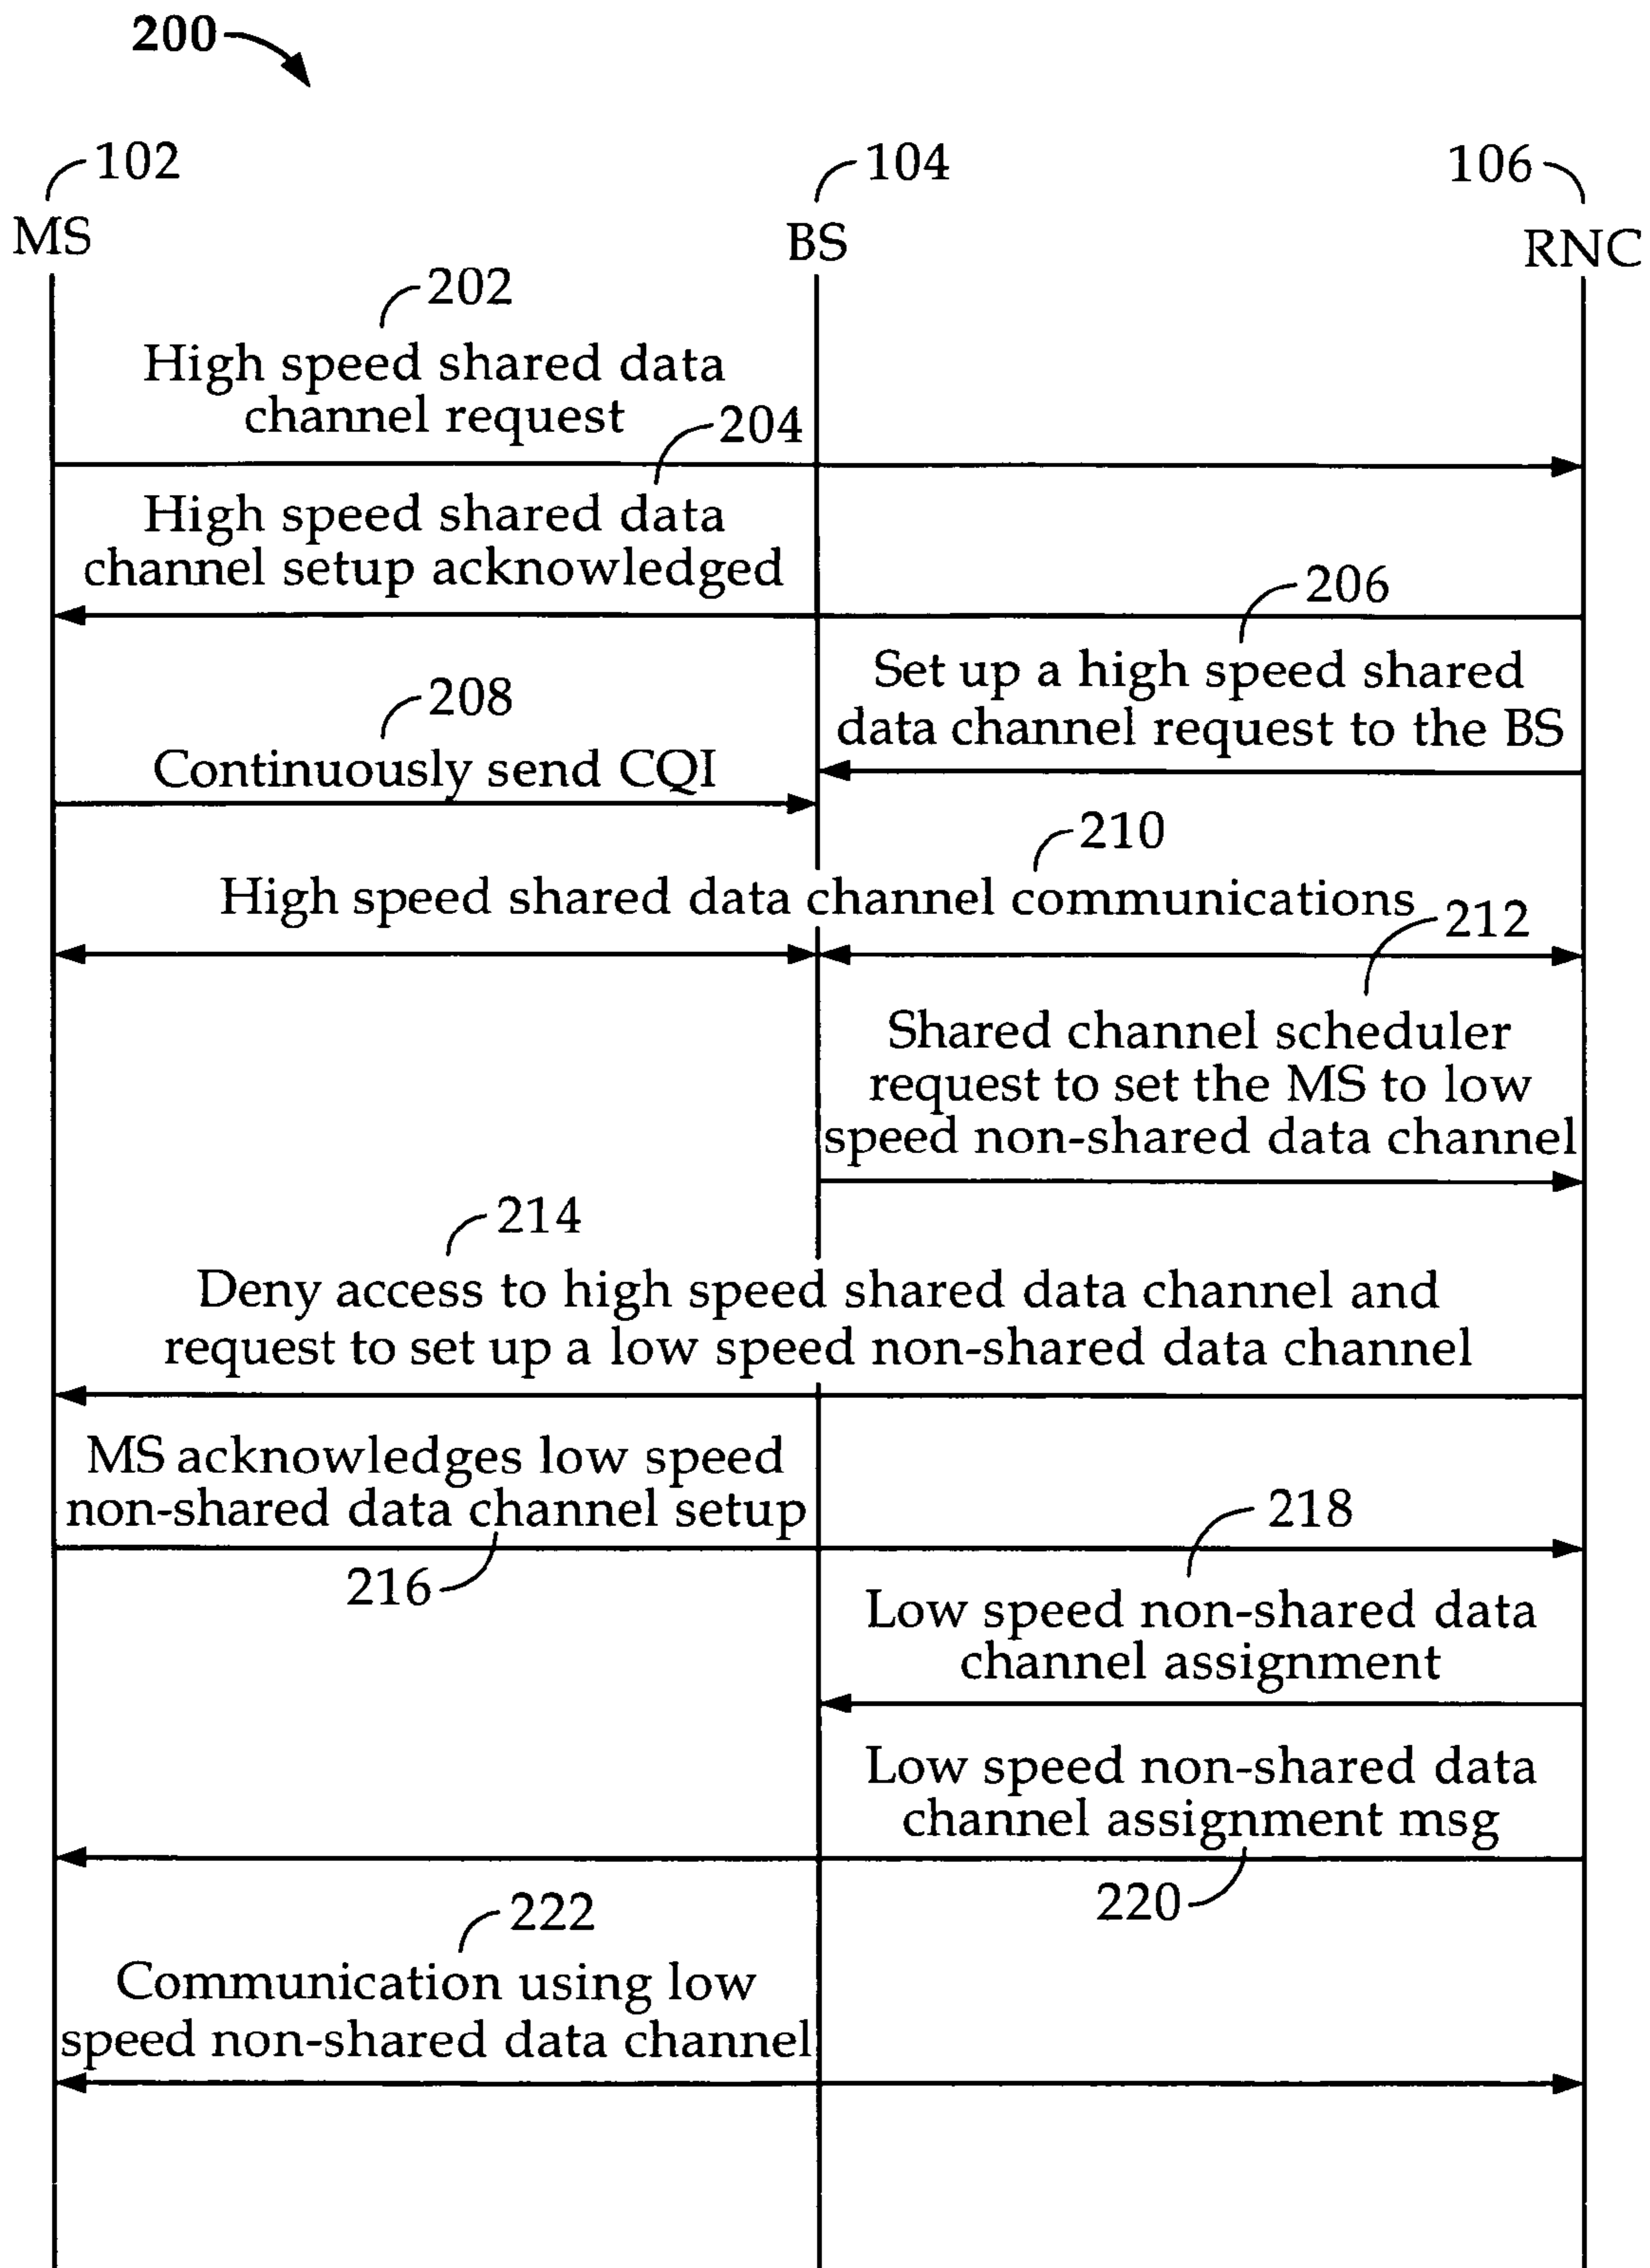 200
102
104
106
MS
BS
RNC
202
High speed shared data
channel request
204
High speed shared data
channel setup acknowledged
206
Set up a high speed shared
data channel request to the BS
208
Continuously send CQI
210
High speed shared data channel communications
212
Shared channel scheduler
request to set the MS to low
speed non-shared data channel
214
Deny access to high speed shared data channel and
request to set up a low speed non-shared data channel
MS acknowledges low speed
non-shared data channel setup
216
218
Low speed non-shared data
channel assignment
Low speed non-shared data
channel assignment msg
220
222
Communication using low
speed non-shared data channel